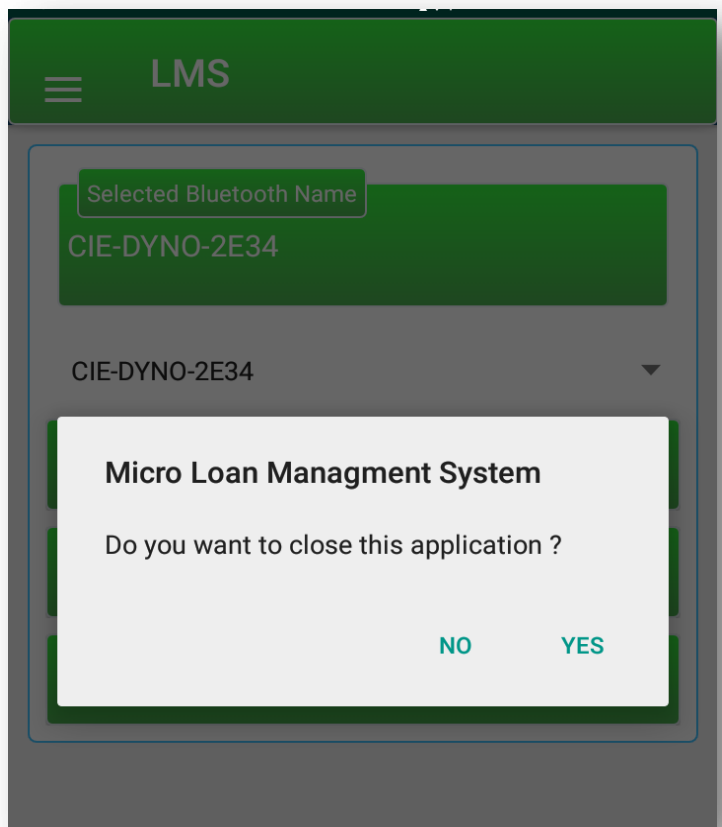 LMS
Selected Bluetooth Name
CIE-DYNO-2E34
CIE-DYNO-2E34
Micro Loan Managment System
Do you want to close this application ?
NO YES